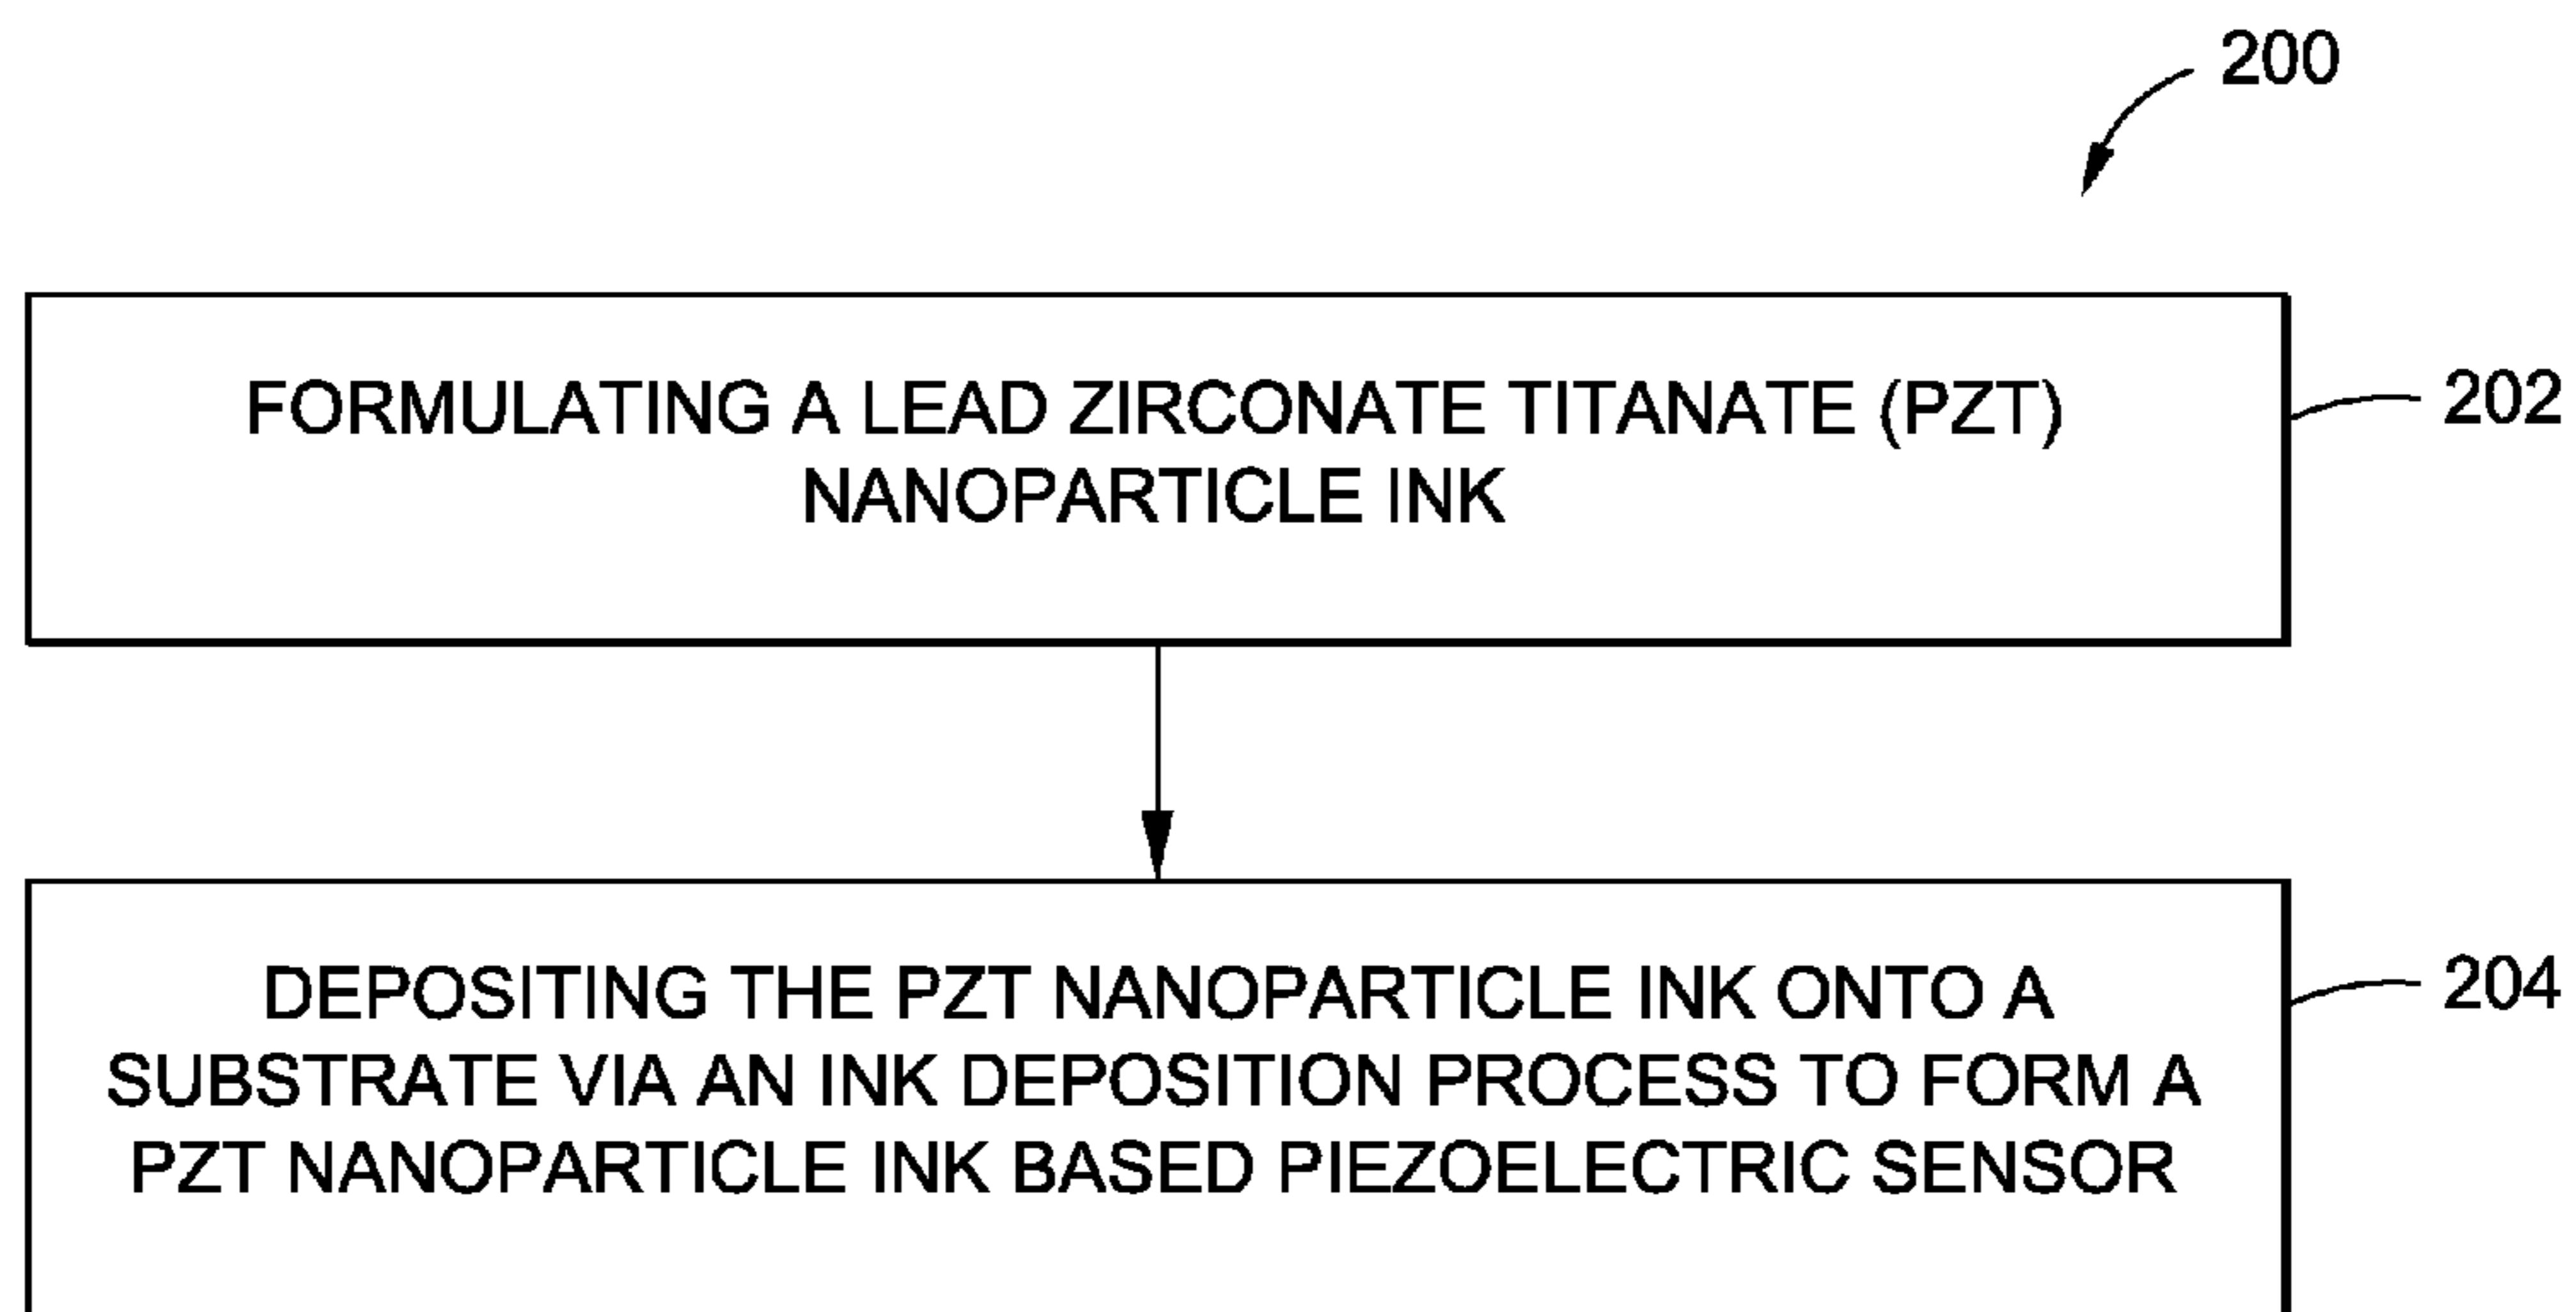 200
FORMULATING A LEAD ZIRCONATE TITANATE (PZT)
NANOPARTICLE INK
202
DEPOSITING THE PZT NANOPARTICLE INK ONTO A
SUBSTRATE VIA AN INK DEPOSITION PROCESS TO FORM A
PZT NANOPARTICLE INK BASED PIEZOELECTRIC SENSOR
204